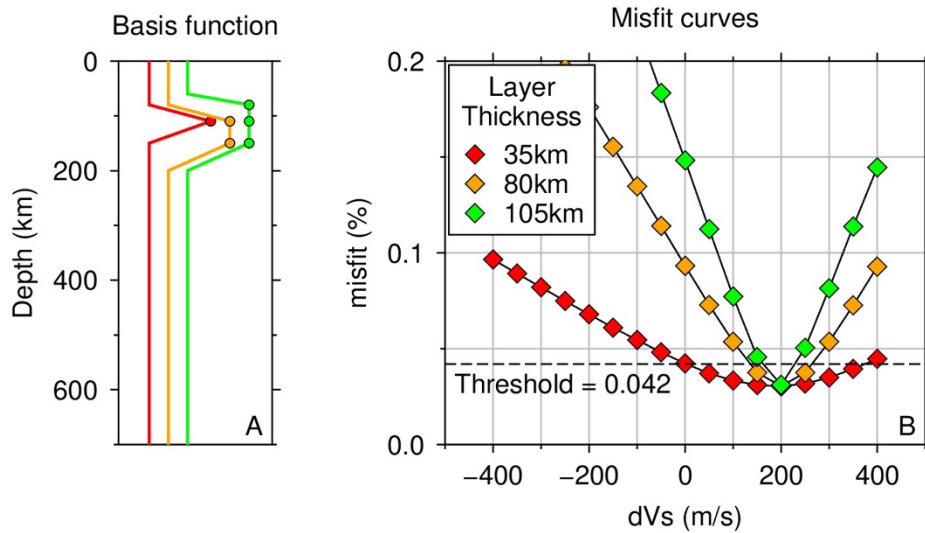 Basis function
0
200
400
600
Depth (km)
A
Misfit curves
0.2
0.1
0.0
misfit (%)
Layer
Thickness
35km
80km
105km
Threshold = 0.042
B
−400 −200 0 200 400
dVs (m/s)